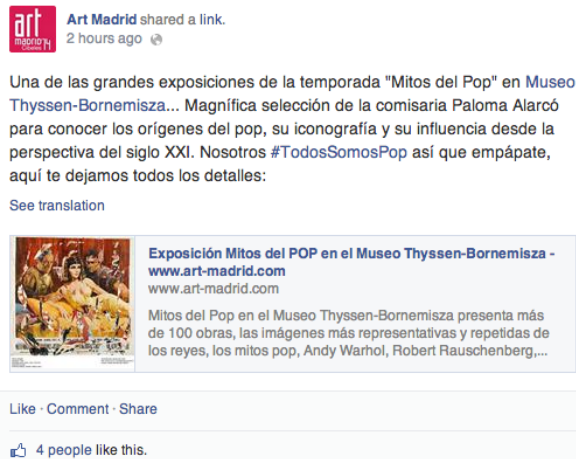 art
madrid14
Cibeles
Art Madrid shared a link.
2 hours ago
Una de las grandes exposiciones de la temporada "Mitos del Pop" en Museo
Thyssen-Bornemisza... Magnífica selección de la comisaria Paloma Alarcó
para conocer los orígenes del pop, su iconografía y su influencia desde la
perspectiva del siglo XXI. Nosotros #TodosSomosPop así que empápate,
aquí te dejamos todos los detalles:
See translation
Exposición Mitos del POP en el Museo Thyssen-Bornemisza -
www.art-madrid.com
www.art-madrid.com
Mitos del Pop en el Museo Thyssen-Bornemisza presenta más
de 100 obras, las imágenes más representativas y repetidas de
los reyes, los mitos pop, Andy Warhol, Robert Rauschenberg,...
Like · Comment · Share
4 people like this.